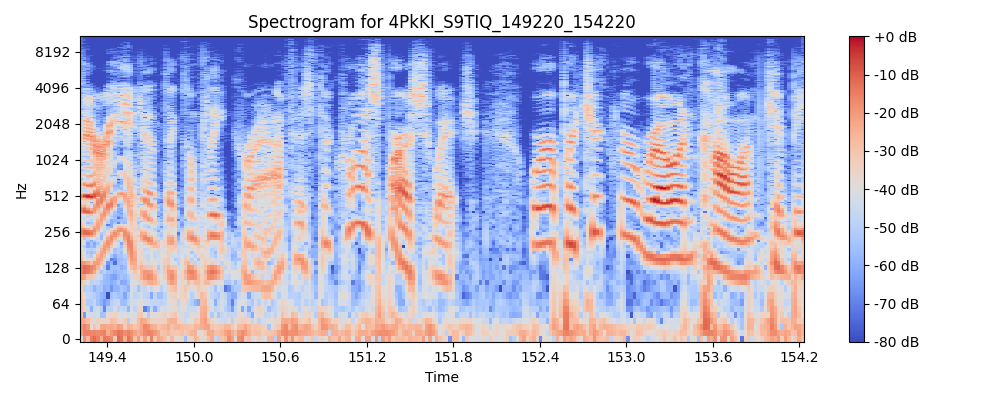 Spectrogram for 4PkKI_S9TIQ_149220_154220
Hz
8192
4096
2048
1024
512
256
128
64
0
149.4 150.0 150.6 151.2 151.8 152.4 153.0 153.6 154.2
Time
+0 dB
-10 dB
-20 dB
-30 dB
-40 dB
-50 dB
-60 dB
-70 dB
-80 dB